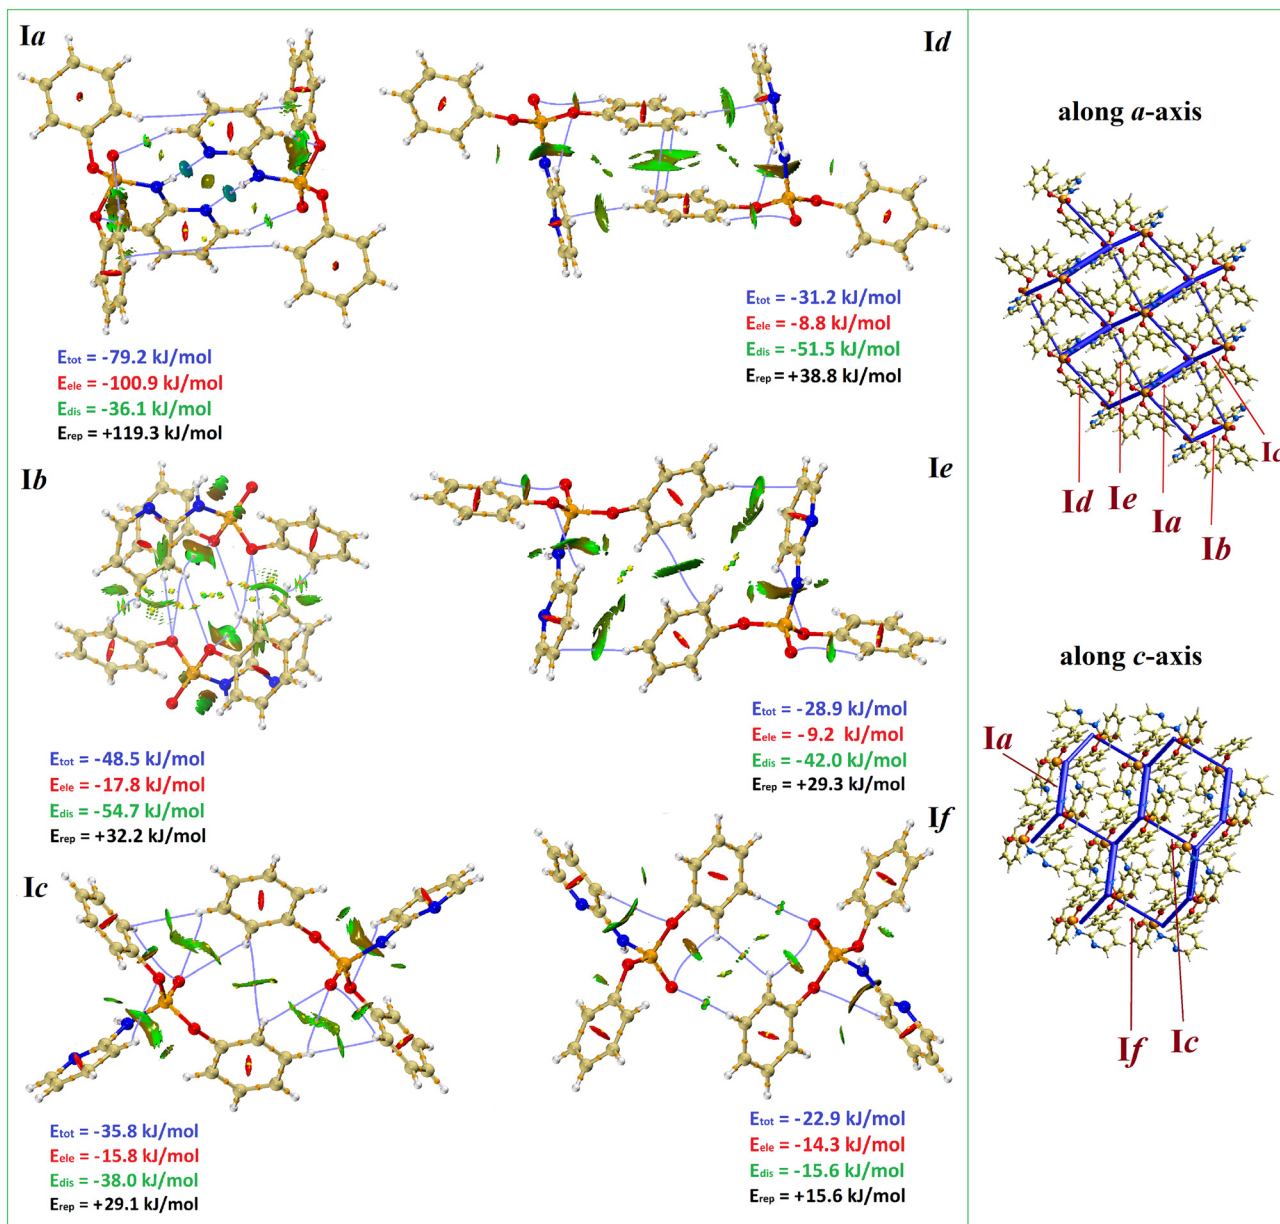 Ia
Etot = -79.2 kJ/mol
Eele = -100.9 kJ/mol
Edis = -36.1 kJ/mol
Erep = +119.3 kJ/mol
Id
Etot = -31.2 kJ/mol
Eele = -8.8 kJ/mol
Edis = -51.5 kJ/mol
Erep = +38.8 kJ/mol
Ib
Etot = -48.5 kJ/mol
Eele = -17.8 kJ/mol
Edis = -54.7 kJ/mol
Erep = +32.2 kJ/mol
Ie
Etot = -28.9 kJ/mol
Eele = -9.2 kJ/mol
Edis = -42.0 kJ/mol
Erep = +29.3 kJ/mol
Ic
Etot = -35.8 kJ/mol
Eele = -15.8 kJ/mol
Edis = -38.0 kJ/mol
Erep = +29.1 kJ/mol
If
Etot = -22.9 kJ/mol
Eele = -14.3 kJ/mol
Edis = -15.6 kJ/mol
Erep = +15.6 kJ/mol
along a-axis
Ic
Id
Ie
Ia
Ib
along c-axis
Ia
If
Ic